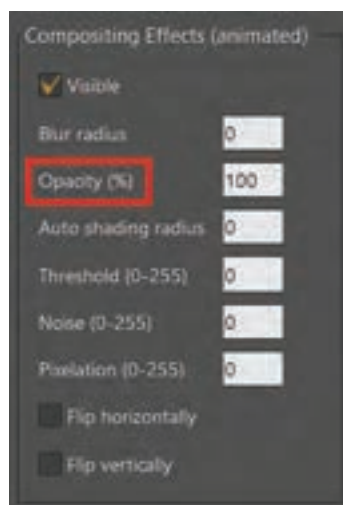 Compositing Effects (animated)
Visible
Blur radius 0
Opacity (%) 100
Auto shading radius 0
Threshold (0-255) 0
Noise (0-255) 0
Pixelation (0-255) 0
Flip horizontally
Flip vertically